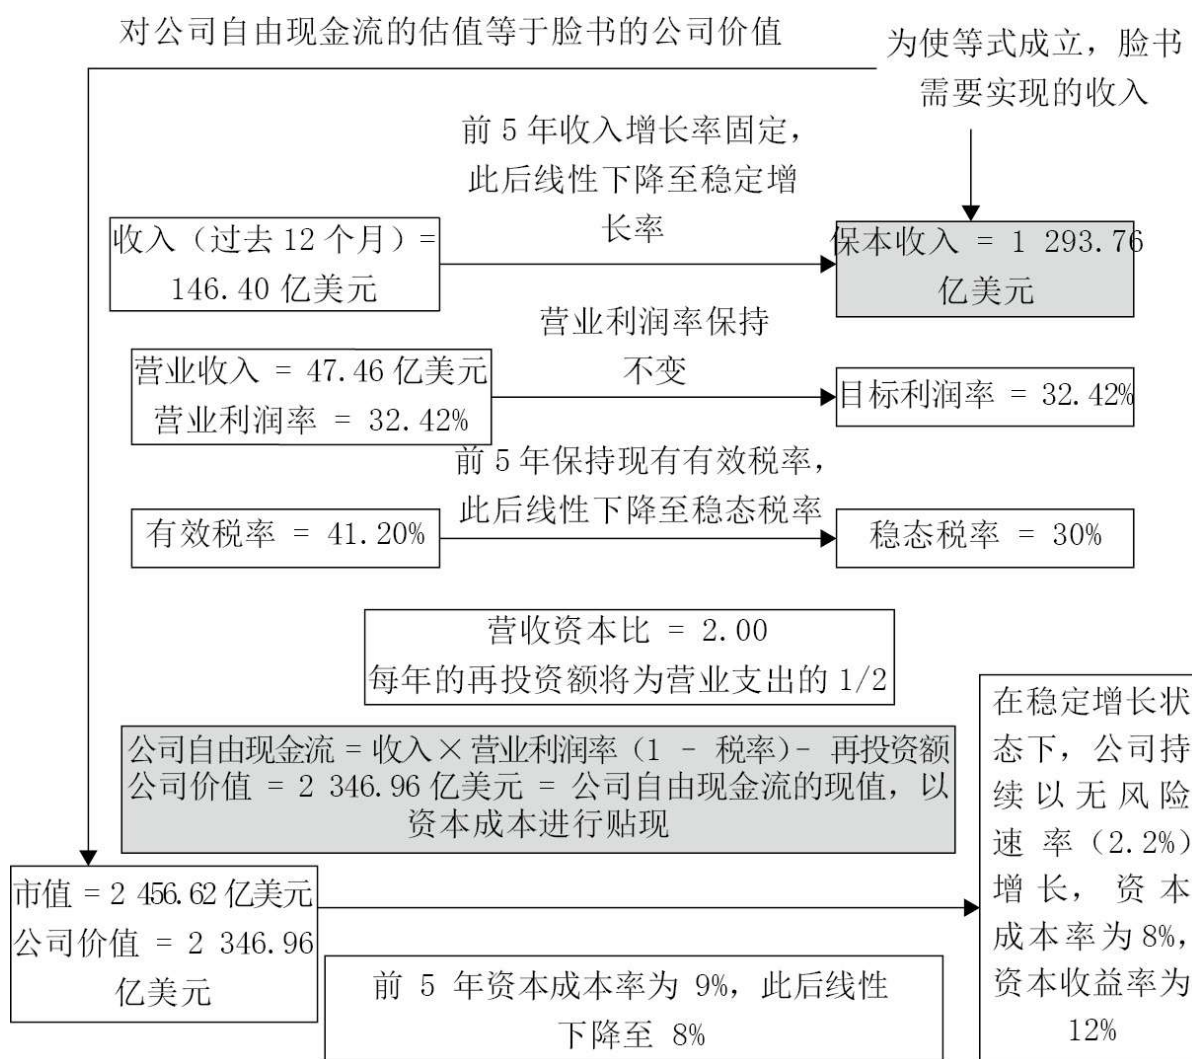 对公司自由现金流的估值等于脸书的公司价值
为使等式成立，脸书
需要实现的收入
前 5 年收入增长率固定，
此后线性下降至稳定增
长率
收入（过去 12 个月）=
146.40 亿美元
保本收入 = 1 293.76
亿美元
营业利润率保持
不变
营业收入 = 47.46 亿美元
营业利润率 = 32.42%
目标利润率 = 32.42%
前 5 年保持现有有效税率，
此后线性下降至稳态税率
有效税率 = 41.20%
稳态税率 = 30%
营收资本比 = 2.00
每年的再投资额将为营业支出的 1/2
公司自由现金流 = 收入 × 营业利润率（1 - 税率）- 再投资额
公司价值 = 2 346.96 亿美元 = 公司自由现金流的现值，以
资本成本进行贴现
在稳定增长状
态下，公司持
续以无风险
速率（2.2%）
增长，资本
成本率为 8%，
资本收益率为
12%
市值 = 2 456.62 亿美元
公司价值 = 2 346.96
亿美元
前 5 年资本成本率为 9%，此后线性
下降至 8%